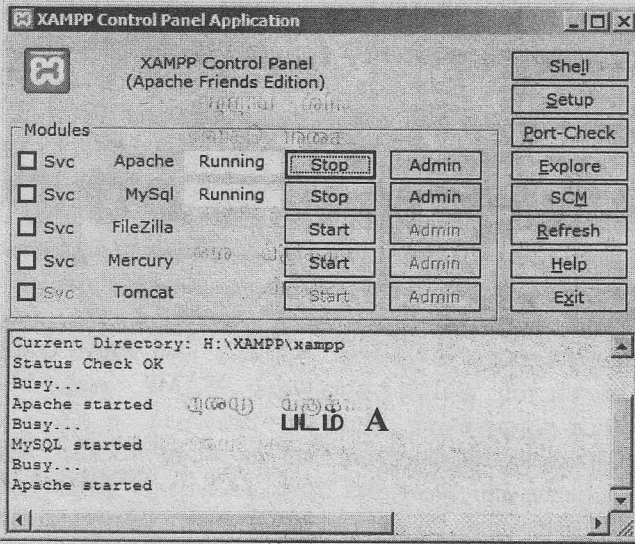 XAMPP Control Panel Application
XAMPP Control Panel
(Apache Friends Edition)
Modules
Svc Apache Running Stop Admin
Svc MySql Running Stop Admin
Svc FileZilla Start Admin
Svc Mercury Start Admin
Svc Tomcat Start Admin
Shell
Setup
Port-Check
Explore
SCM
Refresh
Help
Exit
Current Directory: H:\XAMPP\xampp
Status Check OK
Busy...
Apache started
Busy...
MySQL started
Busy...
Apache started
படம் A